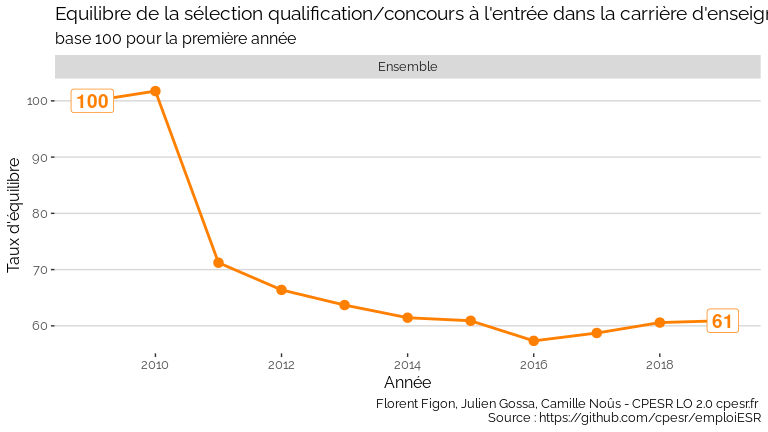 Equilibre de la sélection qualification/concours à l'entrée dans la carrière
base 100 pour la première année
Ensemble
Taux d'équilibre
100
90
80
70
60
100
61
2010
2012
2014
2016
2018
Année
Florent Figon, Julien Gossa, Camille Noûs - CPESR LO 2.0 cpesr.fr
Source : https://github.com/cpesr/emploiESR